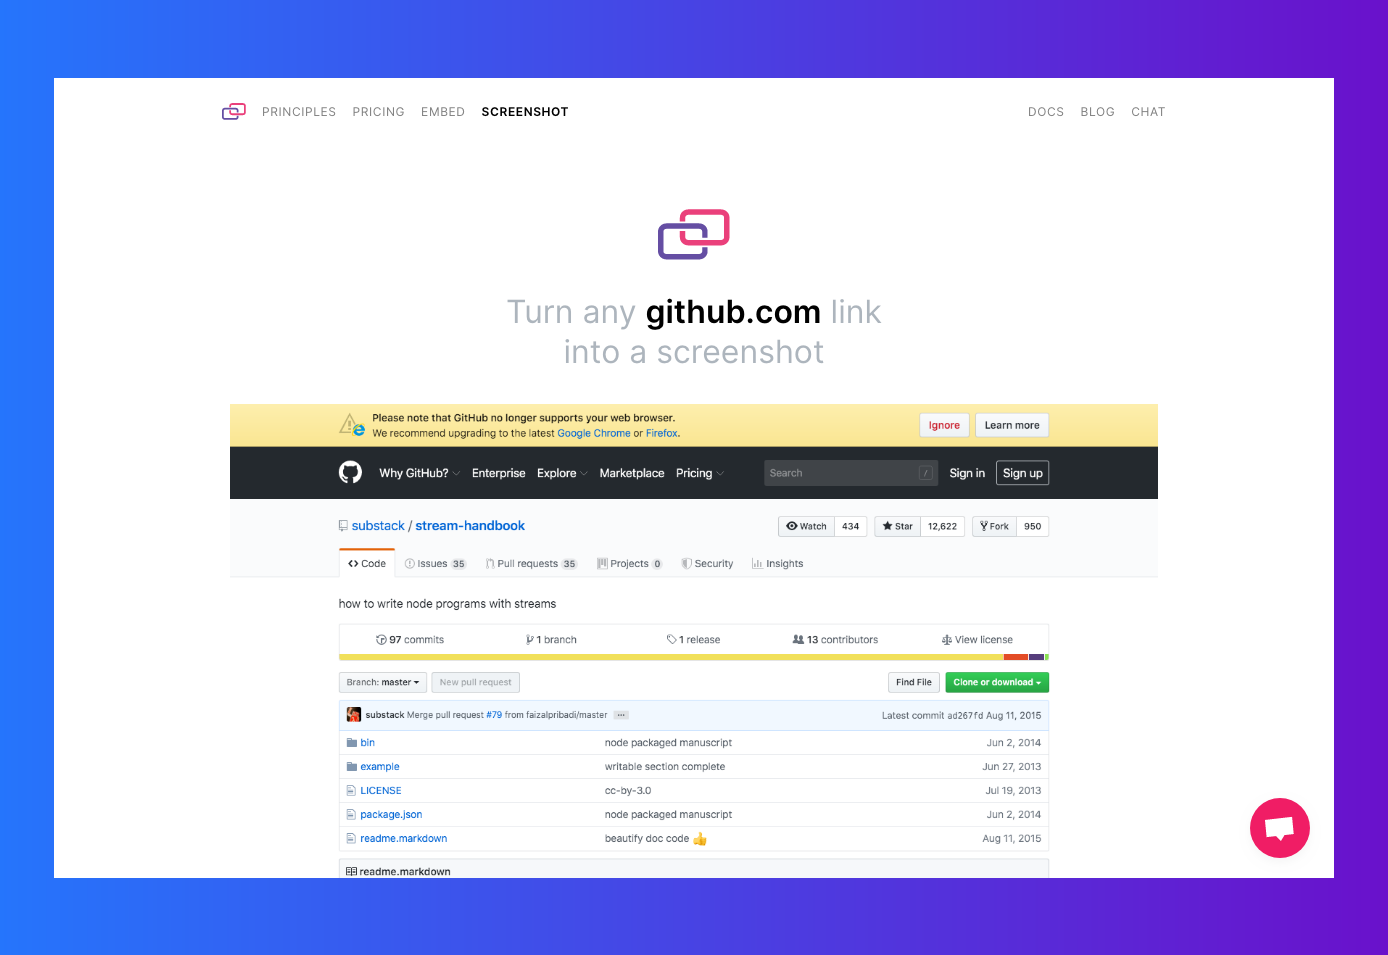 PRINCIPLES PRICING EMBED SCREENSHOT DOCS BLOG CHAT
Turn any github.com link
into a screenshot
Please note that GitHub no longer supports your web browser.
We recommend upgrading to the latest Google Chrome or Firefox.
Ignore Learn more
Why GitHub? Enterprise Explore Marketplace Pricing Search / Sign in Sign up
substack / stream-handbook Watch 434 Star 12,622 Fork 950
Code Issues 35 Pull requests 35 Projects 0 Security Insights
how to write node programs with streams
97 commits 1 branch 1 release 13 contributors View license
Branch: master New pull request Find File Clone or download
substack Merge pull request #79 from faizalpribadi/master ... Latest commit ad267fd Aug 11, 2015
bin node packaged manuscript Jun 2, 2014
example writable section complete Jun 27, 2013
LICENSE cc-by-3.0 Jul 19, 2013
package.json node packaged manuscript Jun 2, 2014
readme.markdown beautify doc code 👍 Aug 11, 2015
readme.markdown